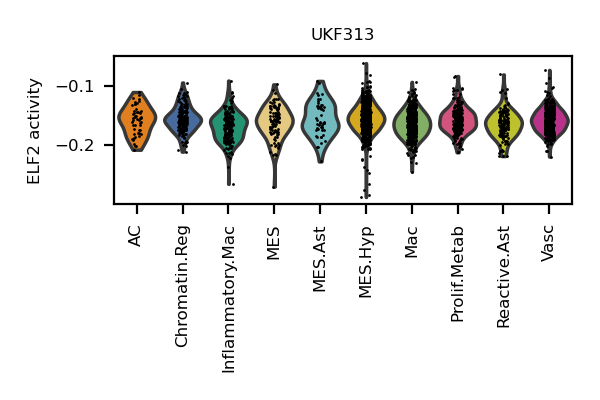 UKF313
ELF2 activity
−0.1
−0.2
AC
Chromatin.Reg
Inflammatory.Mac
MES
MES.Ast
MES.Hyp
Mac
Prolif.Metab
Reactive.Ast
Vasc